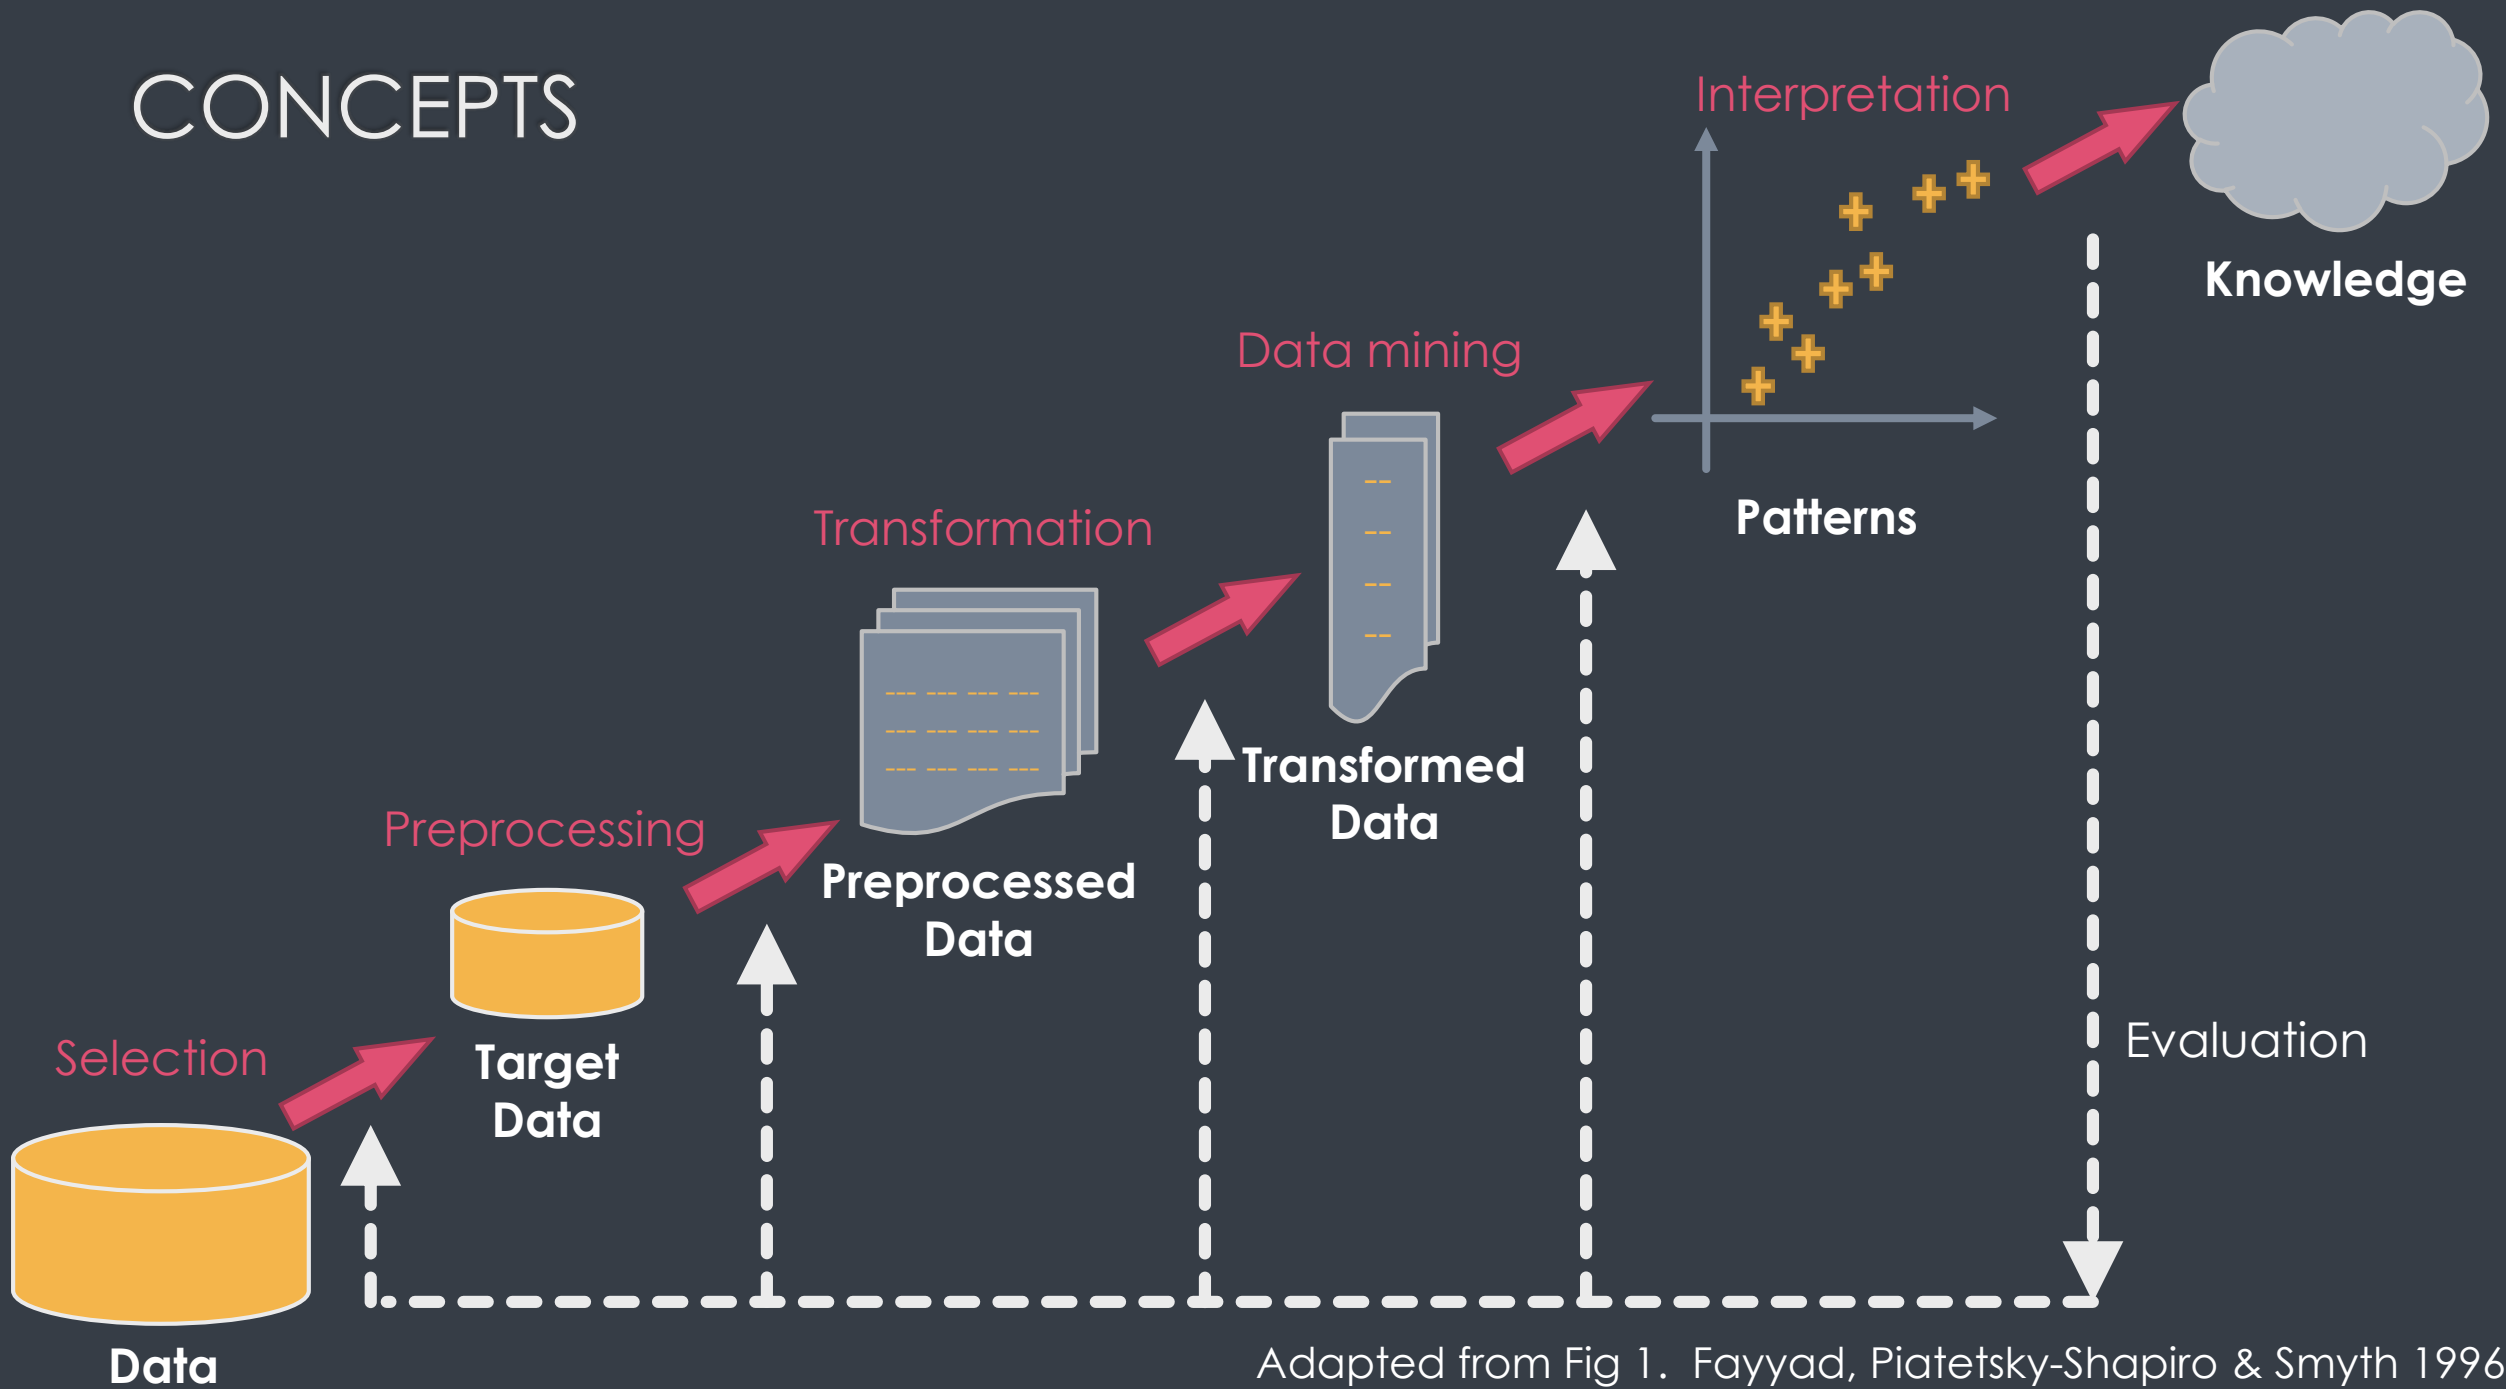 CONCEPTS
Interpretation
Knowledge
Data mining
Patterns
Transformation
Transformed
Data
Preprocessing
Preprocessed
Data
Selection
Target
Data
Evaluation
Data
Adapted from Fig 1. Fayyad, Piatetsky-Shapiro & Smyth 1996